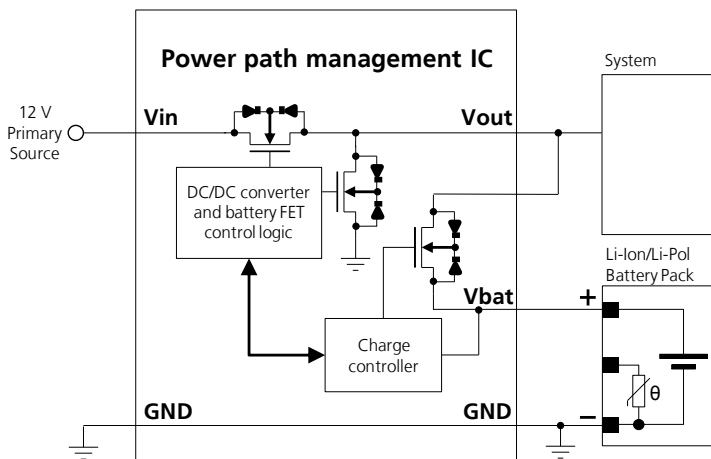 Power path management IC
System
12 V
Primary
Source
Vin
Vout
DC/DC converter
and battery FET
control logic
Li-Ion/Li-Pol
Battery Pack
Vbat
+
Charge
controller
θ
GND
GND
−